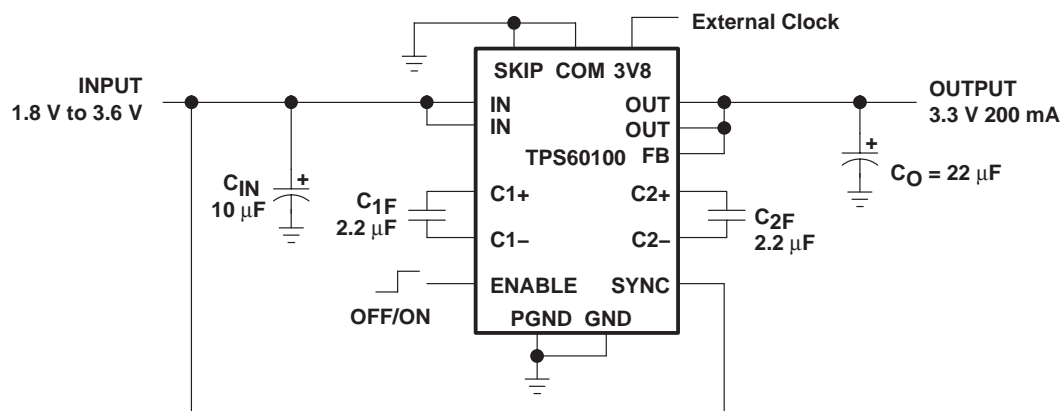 External Clock
SKIP COM 3V8
INPUT
1.8 V to 3.6 V
IN
IN
OUT
OUT
TPS60100 FB
OUTPUT
3.3 V 200 mA
+
CIN
10 μF
+
CO = 22 μF
C1F
2.2 μF
C1+
C1–
C2+
C2–
C2F
2.2 μF
ENABLE SYNC
OFF/ON
PGND GND